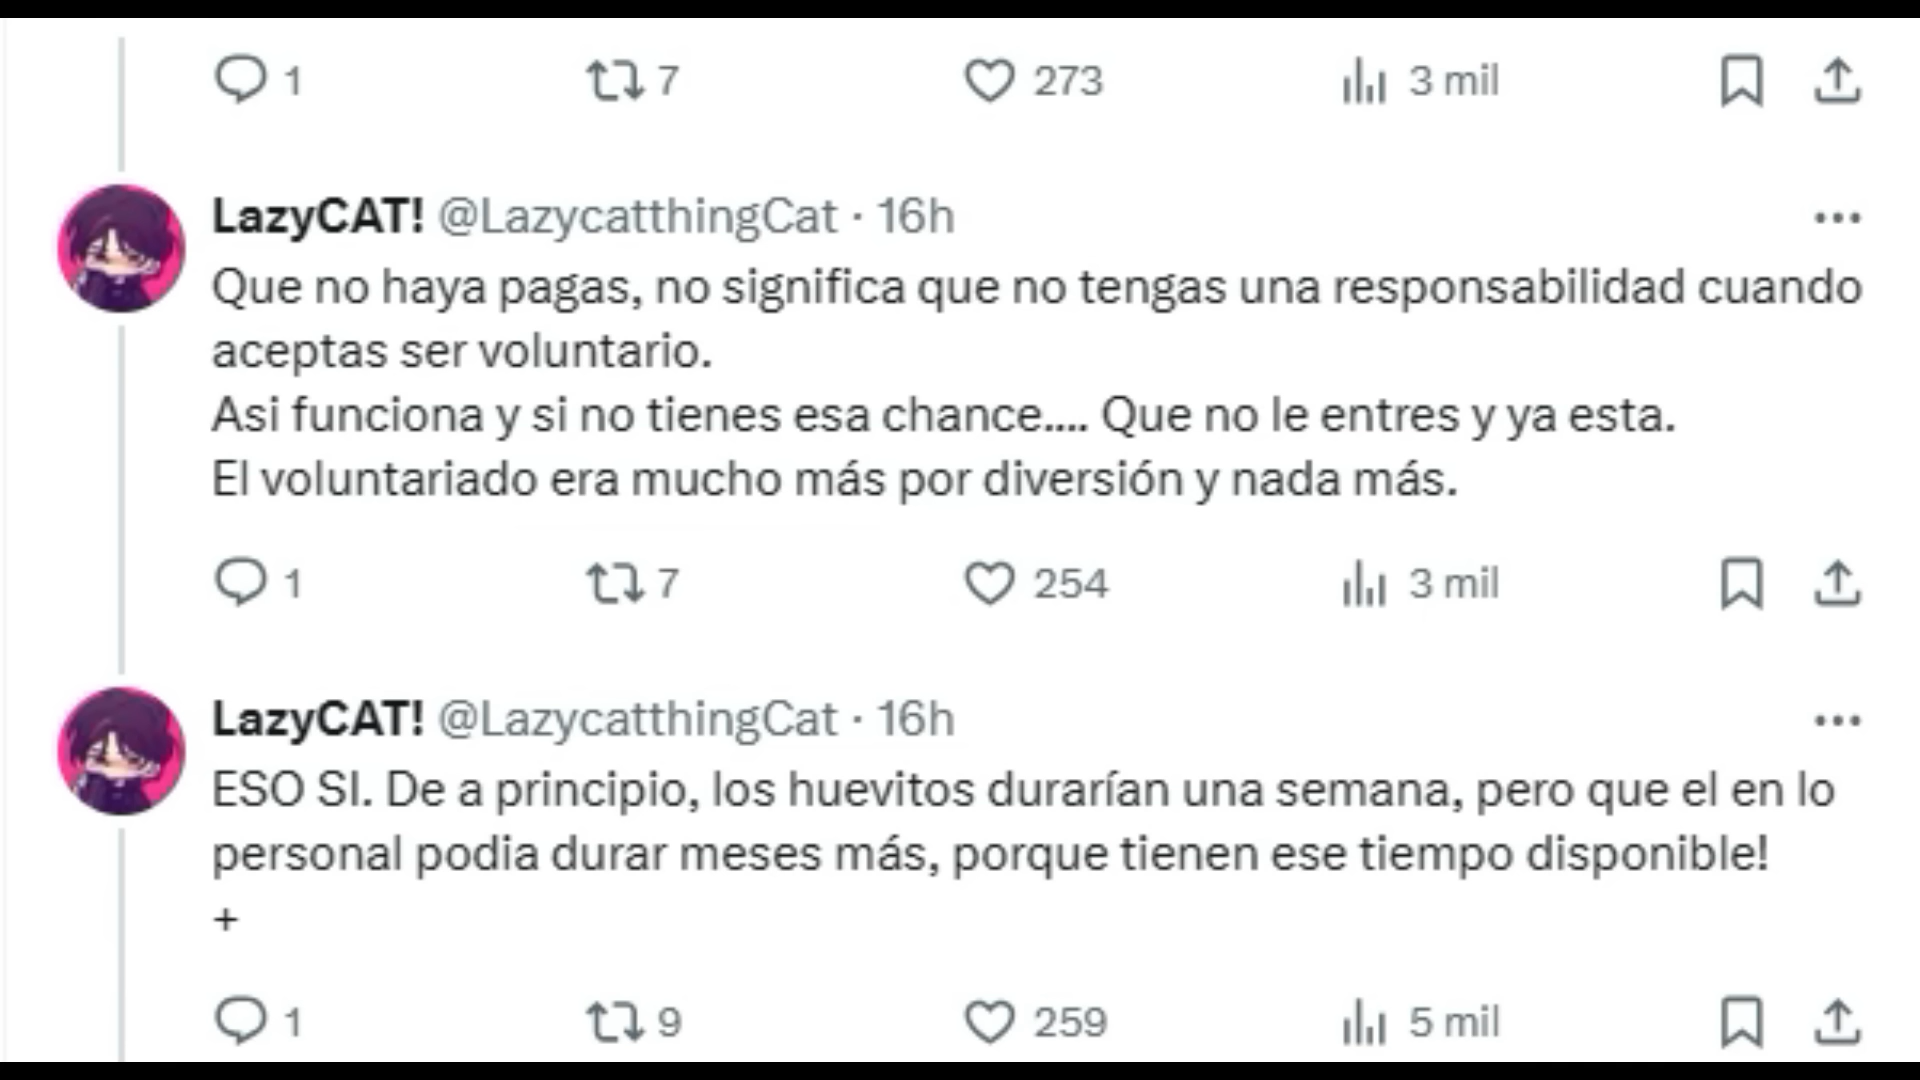 1 7 273 3 mil
LazyCAT! @LazycatthingCat · 16h
Que no haya pagas, no significa que no tengas una responsabilidad cuando
aceptas ser voluntario.
Asi funciona y si no tienes esa chance.... Que no le entres y ya esta.
El voluntariado era mucho más por diversión y nada más.
1 7 254 3 mil
LazyCAT! @LazycatthingCat · 16h
ESO SI. De a principio, los huevitos durarían una semana, pero que el en lo
personal podia durar meses más, porque tienen ese tiempo disponible!
+
1 9 259 5 mil